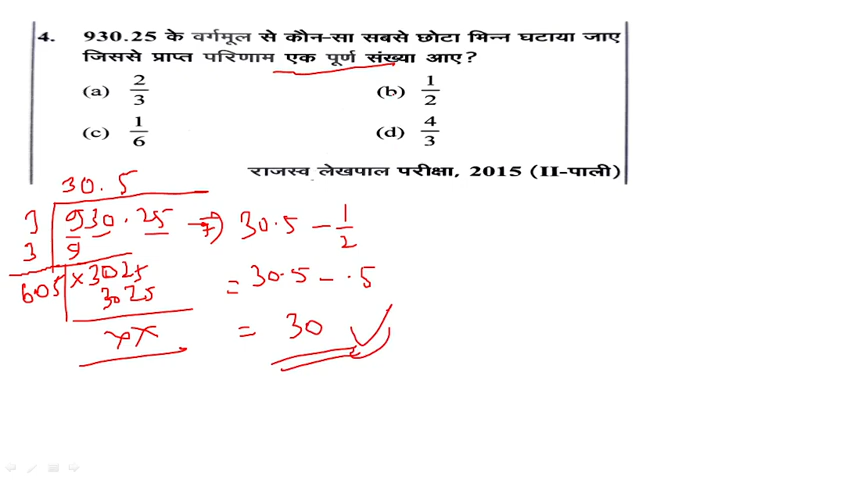 4. 930.25 के वर्गमूल से कौन-सा सबसे छोटा भिन्न घटाया जाए
जिससे प्राप्त परिणाम एक पूर्ण संख्या आए?
(a) 2/3 (b) 1/2
(c) 1/6 (d) 4/3
राजस्व लेखपाल परीक्षा, 2015 (II-पाली)
30.5
3 930.25 ⇒ 30.5 - 1/2
3 9
605 ×3025 = 30.5 - .5
3025
×× = 30 ✓